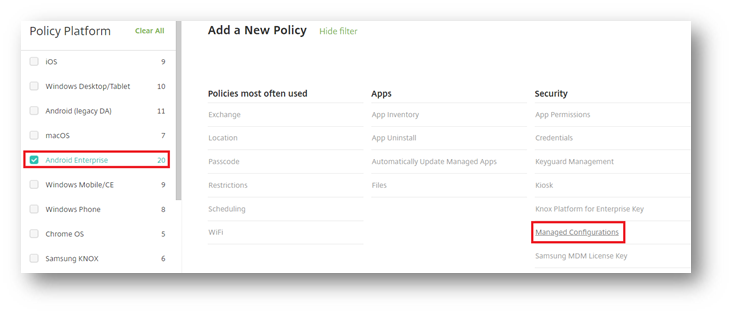 Policy Platform
Clear All
iOS 9
Windows Desktop/Tablet 10
Android (legacy DA) 11
macOS 7
Android Enterprise 20
Windows Mobile/CE 9
Windows Phone 8
Chrome OS 5
Samsung KNOX 6
Add a New Policy
Hide filter
Policies most often used
Exchange
Location
Passcode
Restrictions
Scheduling
WiFi
Apps
App Inventory
App Uninstall
Automatically Update Managed Apps
Files
Security
App Permissions
Credentials
Keyguard Management
Kiosk
Knox Platform for Enterprise Key
Managed Configurations
Samsung MDM License Key